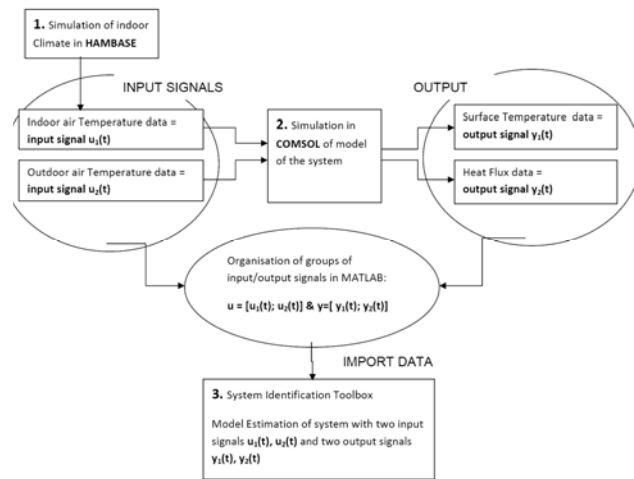 1. Simulation of indoor
Climate in HAMBASE
INPUT SIGNALS
OUTPUT
Indoor air Temperature data =
input signal u₁(t)
Outdoor air Temperature data =
input signal u₂(t)
2. Simulation in
COMSOL of model
of the system
Surface Temperature data =
output signal y₁(t)
Heat Flux data =
output signal y₂(t)
Organisation of groups of
input/output signals in MATLAB:
u = [u₁(t); u₂(t)] & y=[ y₁(t); y₂(t)]
IMPORT DATA
3. System Identification Toolbox
Model Estimation of system with two input
signals u₁(t), u₂(t) and two output signals
y₁(t), y₂(t)